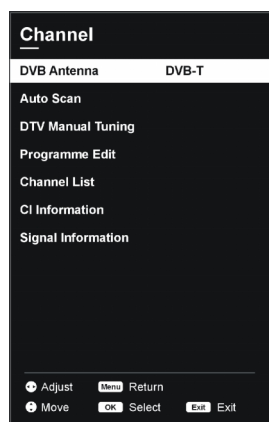 Channel
DVB Antenna DVB-T
Auto Scan
DTV Manual Tuning
Programme Edit
Channel List
CI Information
Signal Information
Adjust Menu Return
Move OK Select Exit Exit